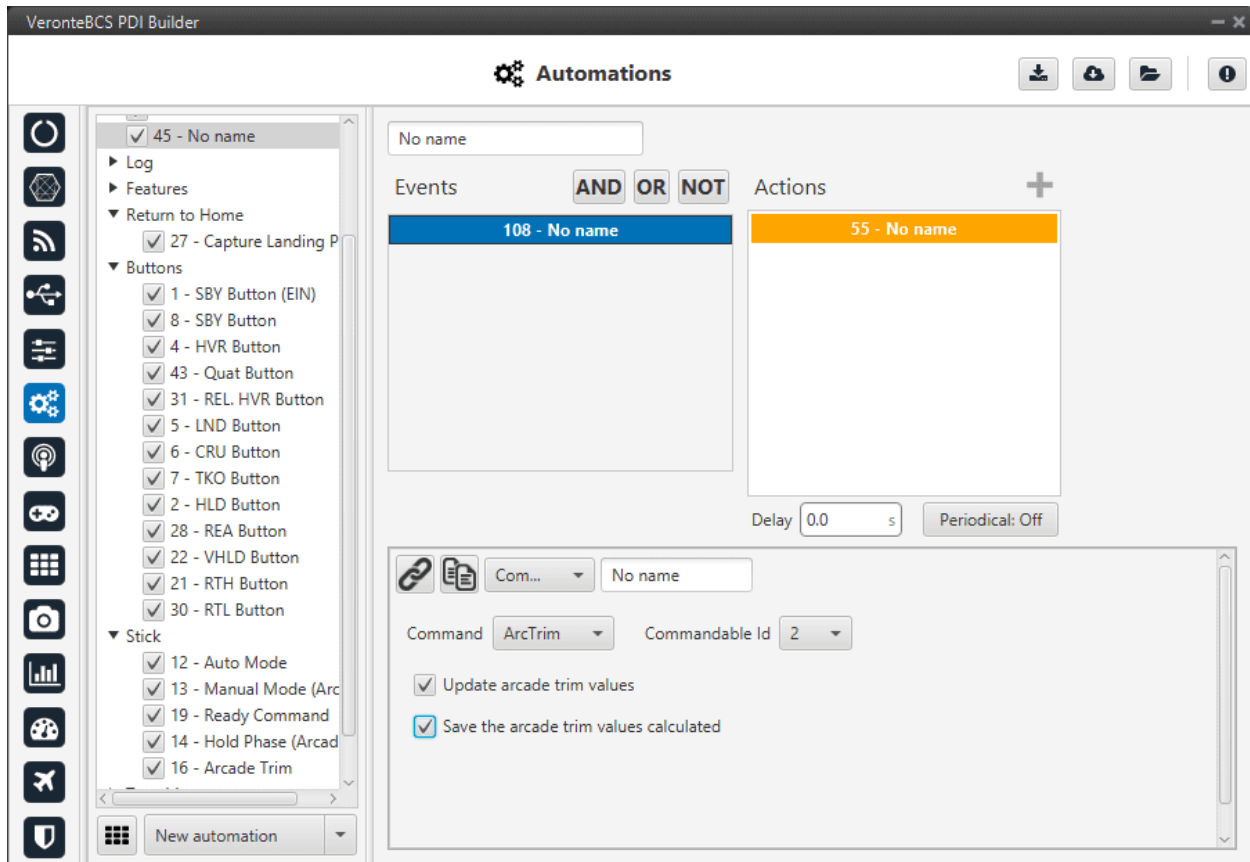 VeronteBCS PDI Builder
Automations
45 - No name
Log
Features
Return to Home
27 - Capture Landing P
Buttons
1 - SBY Button (EIN)
8 - SBY Button
4 - HVR Button
43 - Quat Button
31 - REL. HVR Button
5 - LND Button
6 - CRU Button
7 - TKO Button
2 - HLD Button
28 - REA Button
22 - VHLD Button
21 - RTH Button
30 - RTL Button
Stick
12 - Auto Mode
13 - Manual Mode (Arc
19 - Ready Command
14 - Hold Phase (Arcad
16 - Arcade Trim
New automation
No name
Events AND OR NOT Actions
108 - No name
55 - No name
Delay 0.0 s Periodical: Off
Com... No name
Command ArcTrim Commandable Id 2
Update arcade trim values
Save the arcade trim values calculated